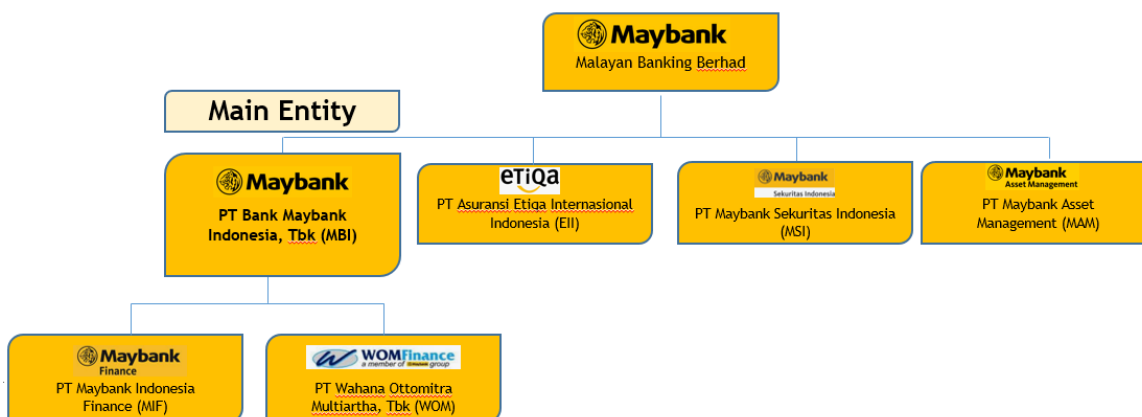 Maybank
Malayan Banking Berhad
Main Entity
Maybank
PT Bank Maybank
Indonesia, Tbk (MBI)
eTiQa
PT Asuransi Etiqa Internasional
Indonesia (EII)
Maybank
Sekuritas Indonesia
PT Maybank Sekuritas Indonesia
(MSI)
Maybank
Asset Management
PT Maybank Asset
Management (MAM)
Maybank
Finance
PT Maybank Indonesia
Finance (MIF)
WOMFinance
a member of Maybank group
PT Wahana Ottomitra
Multiartha, Tbk (WOM)